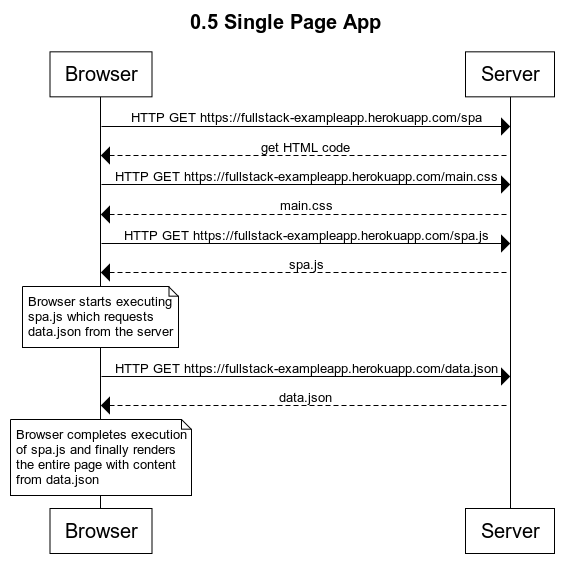 0.5 Single Page App
Browser
Server
HTTP GET https://fullstack-exampleapp.herokuapp.com/spa
get HTML code
HTTP GET https://fullstack-exampleapp.herokuapp.com/main.css
main.css
HTTP GET https://fullstack-exampleapp.herokuapp.com/spa.js
spa.js
Browser starts executing
spa.js which requests
data.json from the server
HTTP GET https://fullstack-exampleapp.herokuapp.com/data.json
data.json
Browser completes execution
of spa.js and finally renders
the entire page with content
from data.json
Browser
Server